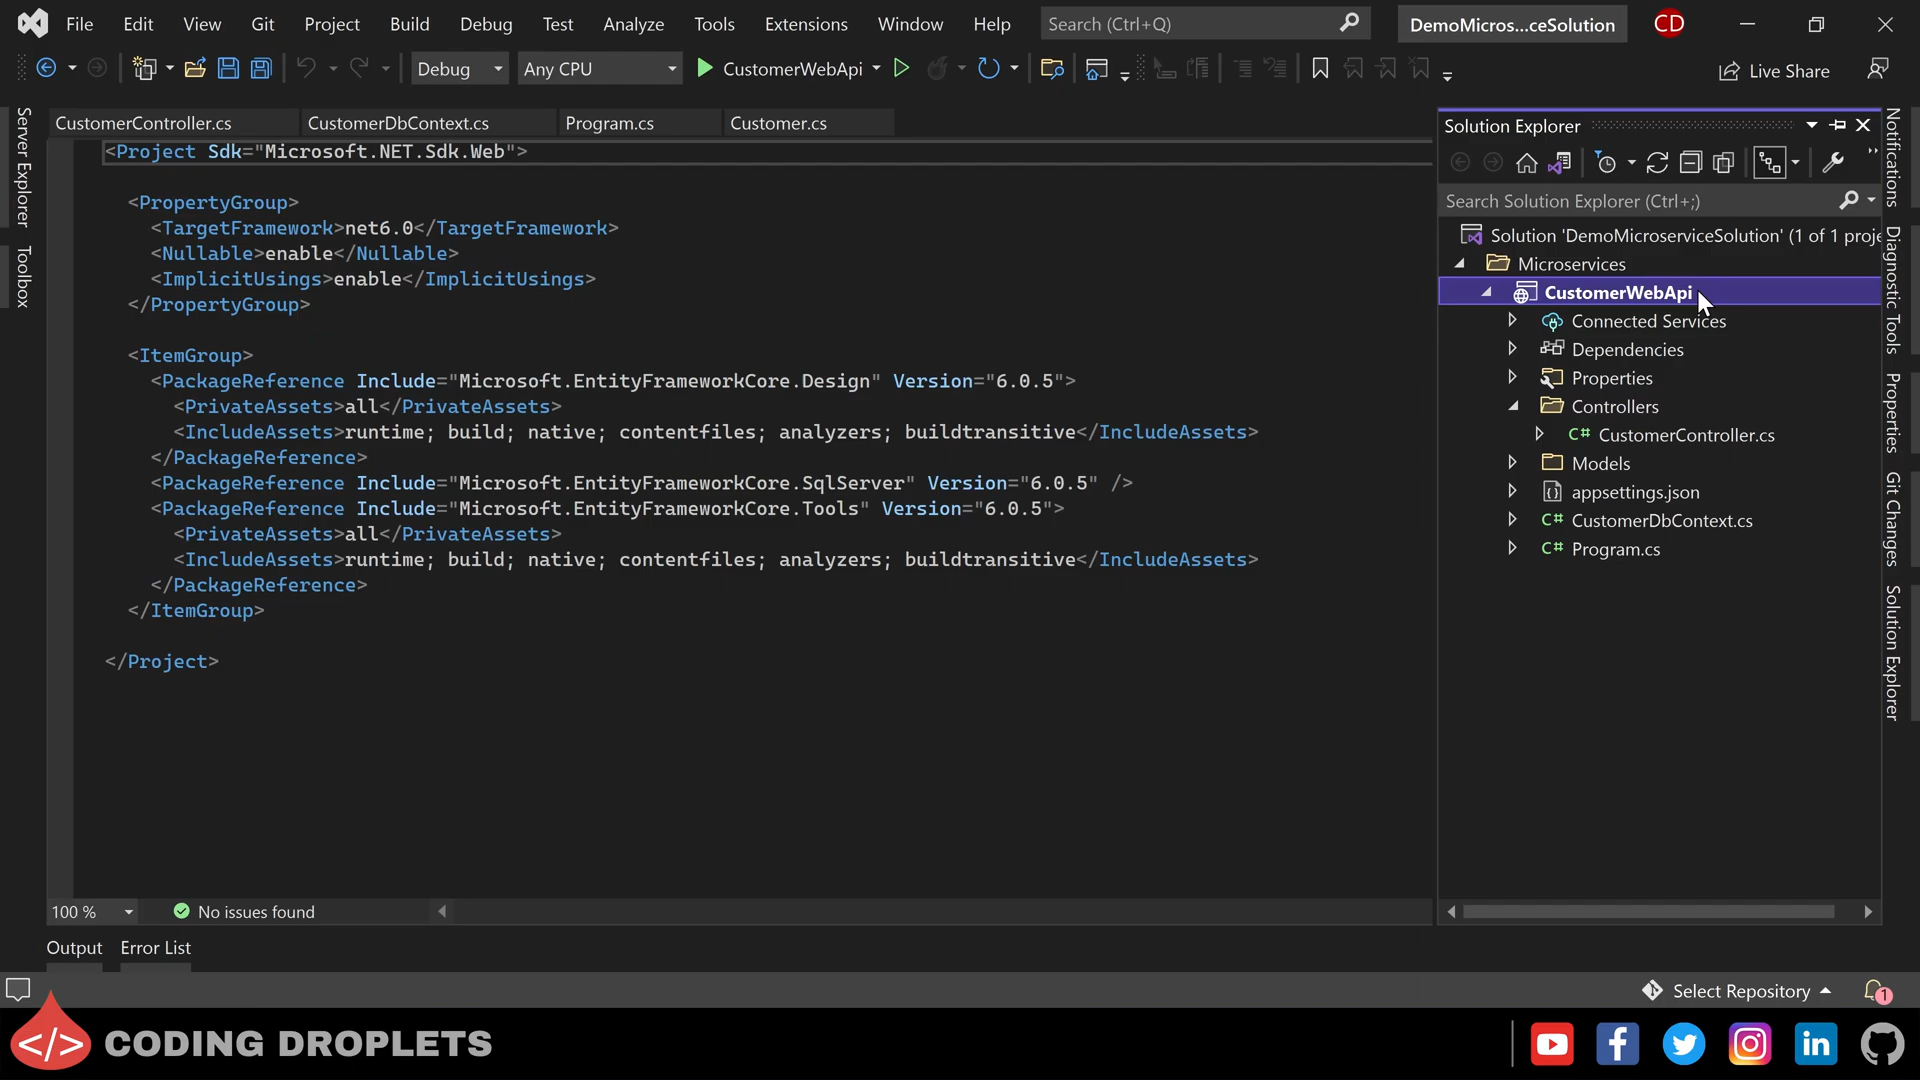 File Edit View Git Project Build Debug Test Analyze Tools Extensions Window Help Search (Ctrl+Q) DemoMicros...ceSolution CD
Debug Any CPU CustomerWebApi Live Share
Server Explorer
Toolbox
CustomerController.cs CustomerDbContext.cs Program.cs Customer.cs
<Project Sdk="Microsoft.NET.Sdk.Web">
<PropertyGroup>
<TargetFramework>net6.0</TargetFramework>
<Nullable>enable</Nullable>
<ImplicitUsings>enable</ImplicitUsings>
</PropertyGroup>
<ItemGroup>
<PackageReference Include="Microsoft.EntityFrameworkCore.Design" Version="6.0.5">
<PrivateAssets>all</PrivateAssets>
<IncludeAssets>runtime; build; native; contentfiles; analyzers; buildtransitive</IncludeAssets>
</PackageReference>
<PackageReference Include="Microsoft.EntityFrameworkCore.SqlServer" Version="6.0.5" />
<PackageReference Include="Microsoft.EntityFrameworkCore.Tools" Version="6.0.5">
<PrivateAssets>all</PrivateAssets>
<IncludeAssets>runtime; build; native; contentfiles; analyzers; buildtransitive</IncludeAssets>
</PackageReference>
</ItemGroup>
</Project>
100 % No issues found
Solution Explorer
Search Solution Explorer (Ctrl+;)
Solution 'DemoMicroserviceSolution' (1 of 1 proje
Microservices
CustomerWebApi
Connected Services
Dependencies
Properties
Controllers
C# CustomerController.cs
Models
appsettings.json
C# CustomerDbContext.cs
C# Program.cs
Notifications
Diagnostic Tools
Properties
Git Changes
Solution Explorer
Output Error List
Select Repository 1
</> CODING DROPLETS